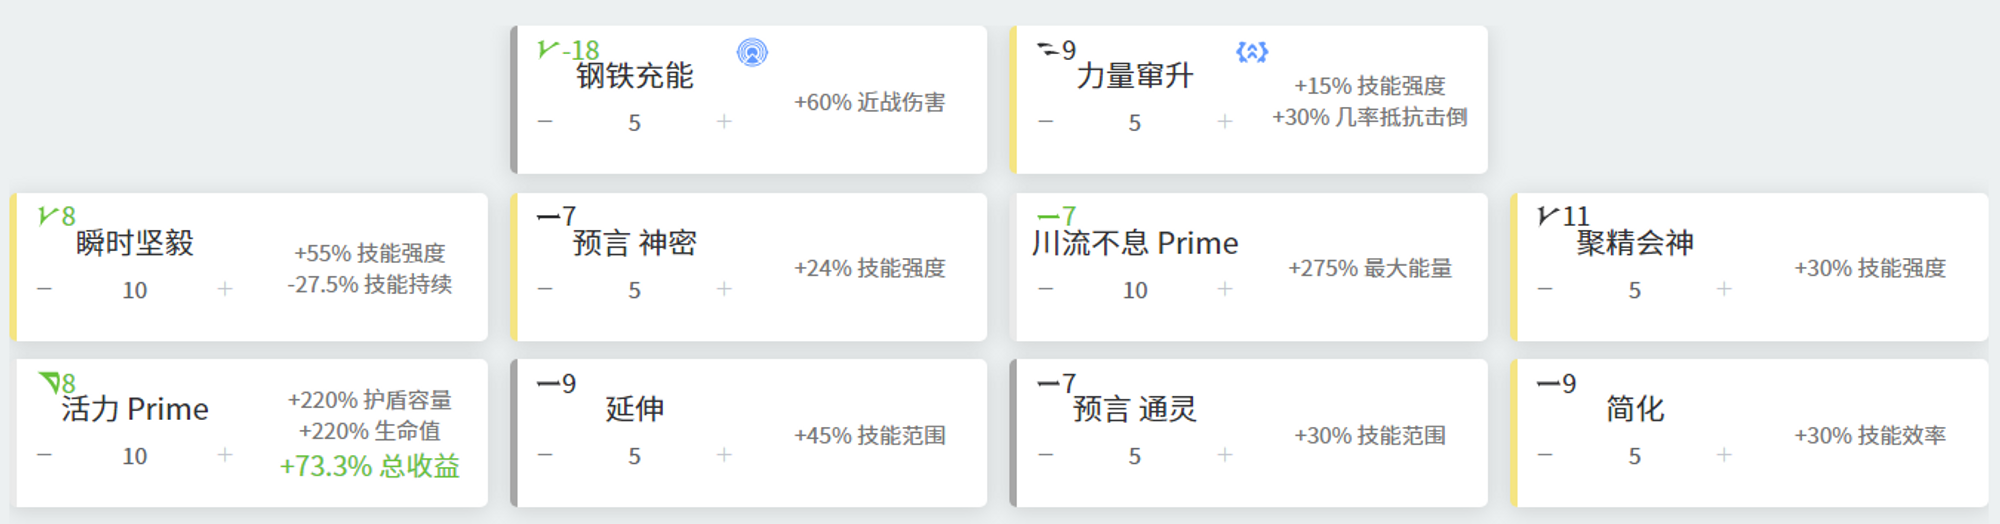 -18
钢铁充能
+60% 近战伤害
− 5 +
9
力量窜升
+15% 技能强度
+30% 几率抵抗击倒
− 5 +
8
瞬时坚毅
+55% 技能强度
-27.5% 技能持续
− 10 +
7
预言 神密
+24% 技能强度
− 5 +
7
川流不息 Prime
+275% 最大能量
− 10 +
11
聚精会神
+30% 技能强度
− 5 +
8
活力 Prime
+220% 护盾容量
+220% 生命值
+73.3% 总收益
− 10 +
9
延伸
+45% 技能范围
− 5 +
7
预言 通灵
+30% 技能范围
− 5 +
9
简化
+30% 技能效率
− 5 +